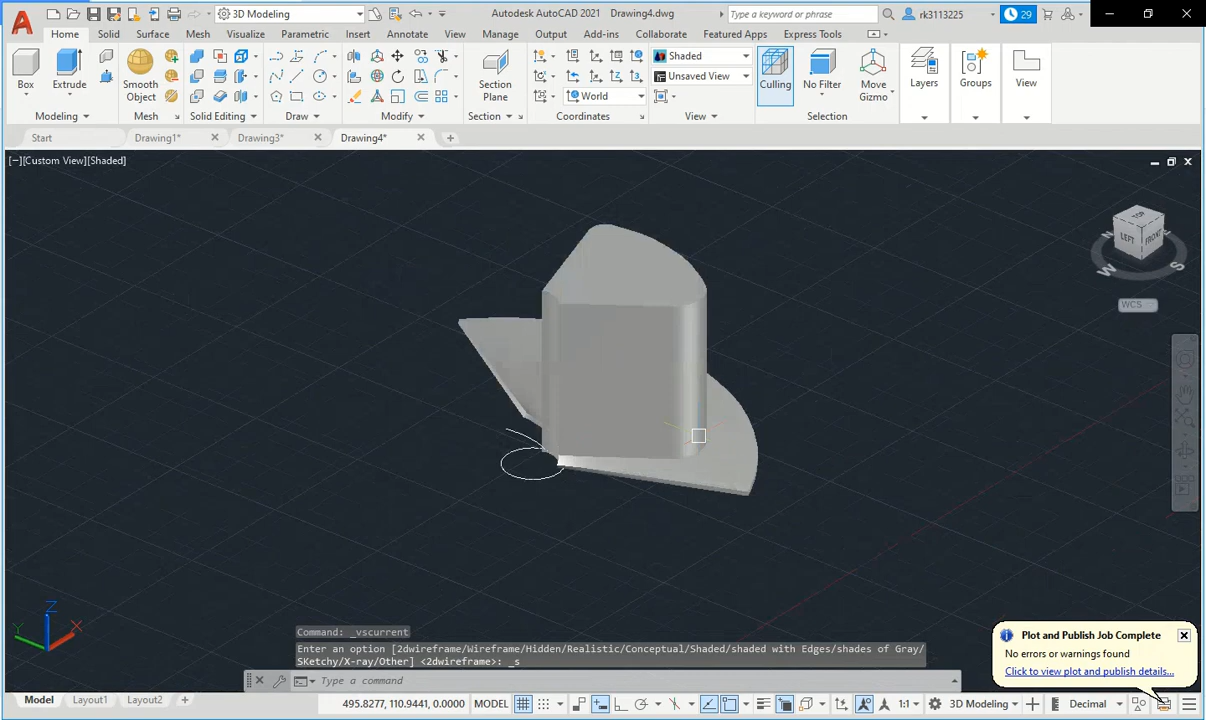 3D Modeling
Autodesk AutoCAD 2021 Drawing4.dwg
Type a keyword or phrase
rk3113225
29
Home Solid Surface Mesh Visualize Parametric Insert Annotate View Manage Output Add-ins Collaborate Featured Apps Express Tools
Box
Extrude
Smooth
Object
Section
Plane
World
Shaded
Unsaved View
Culling
No Filter
Move
Gizmo
Layers
Groups
View
Modeling Mesh Solid Editing Draw Modify Section Coordinates View Selection
Start Drawing1* Drawing3* Drawing4*
[−][Custom View][Shaded]
TOP
LEFT
FRONT
N
W
S
WCS
Z
Y
X
Command: _vscurrent
Enter an option [2dwireframe/Wireframe/Hidden/Realistic/Conceptual/Shaded/shaded with Edges/shades of Gray/
SKetchy/X-ray/Other] <2dwireframe>: _s
Type a command
Plot and Publish Job Complete
No errors or warnings found
Click to view plot and publish details...
Model Layout1 Layout2
495.8277, 110.9441, 0.0000
MODEL
1:1
3D Modeling
Decimal